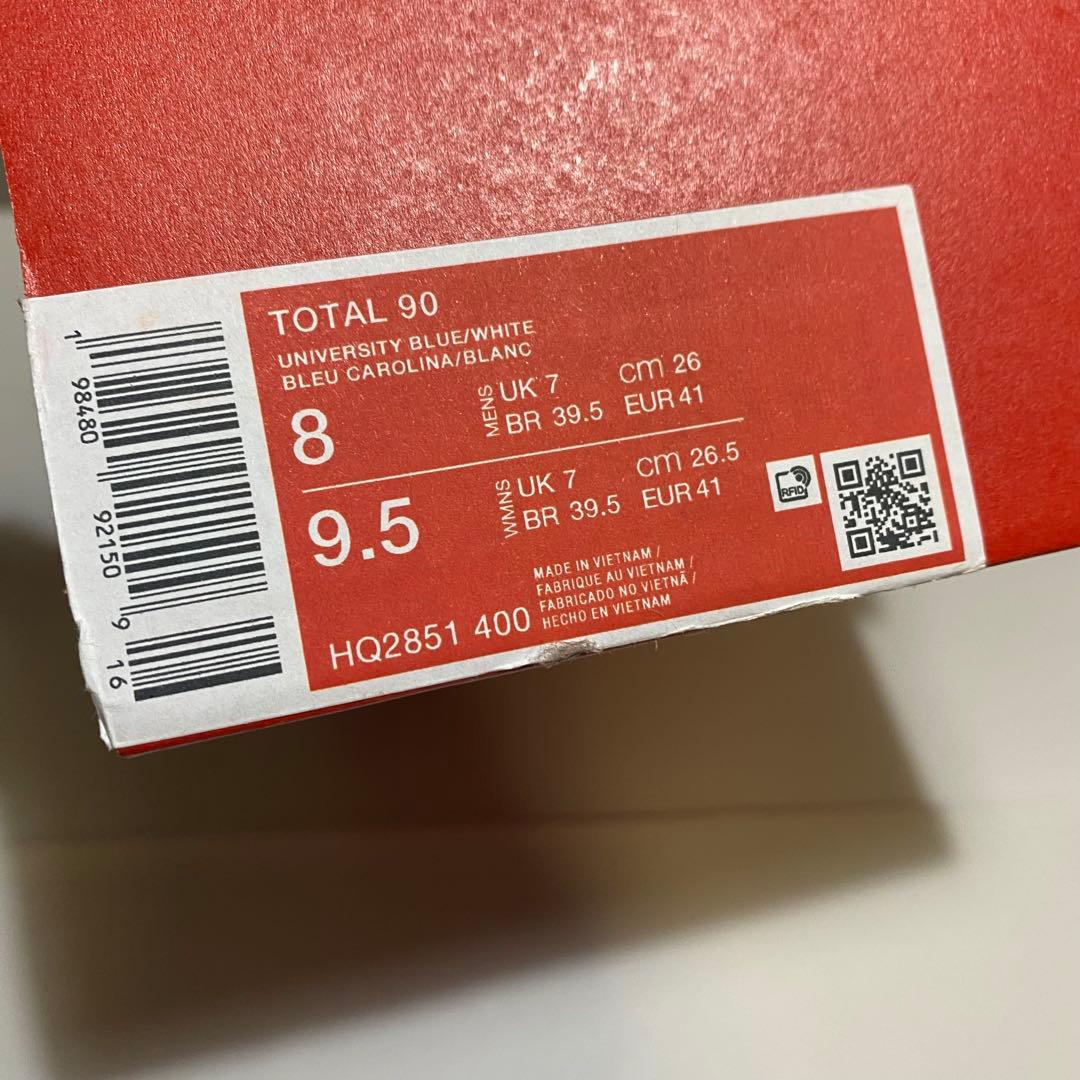 TOTAL 90
UNIVERSITY BLUE/WHITE
BLEU CAROLINA/BLANC
8
MENS
UK 7 cm 26
BR 39.5 EUR 41
9.5
WMNS
UK 7 cm 26.5
BR 39.5 EUR 41
RFID
MADE IN VIETNAM /
FABRIQUE AU VIETNAM /
FABRICADO NO VIETNÃ /
HECHO EN VIETNAM
HQ2851 400
1 98480 92150 9 16